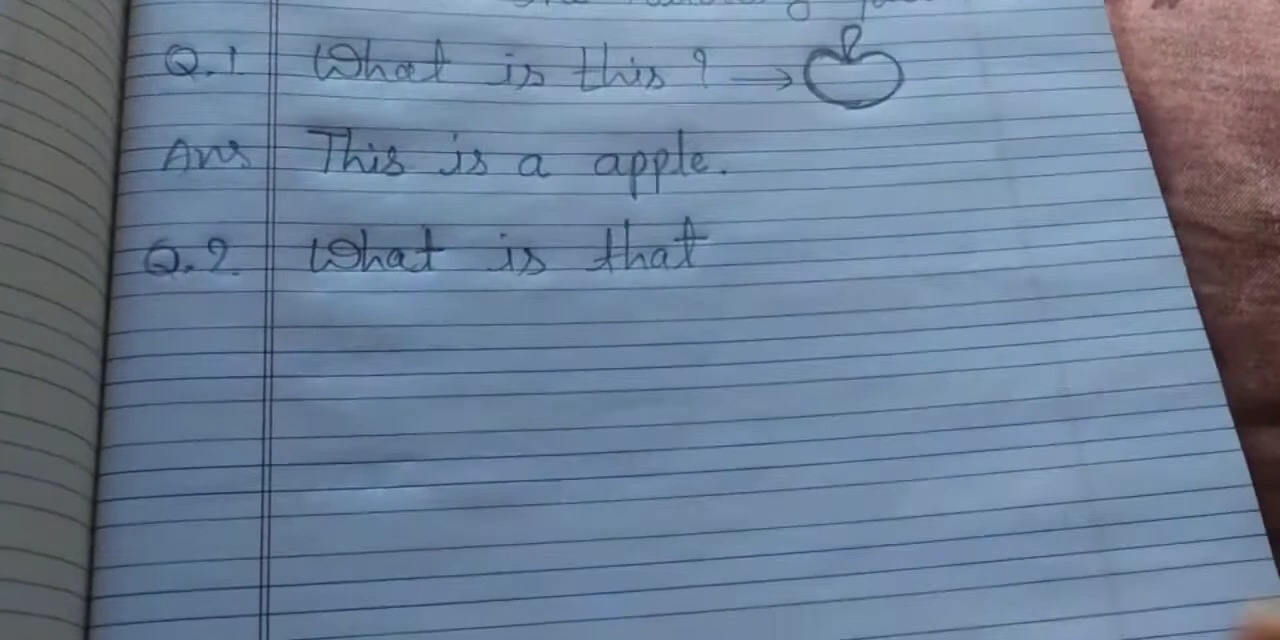 Q.1 What is this ? →
Ans This is a apple.
Q.2 What is that